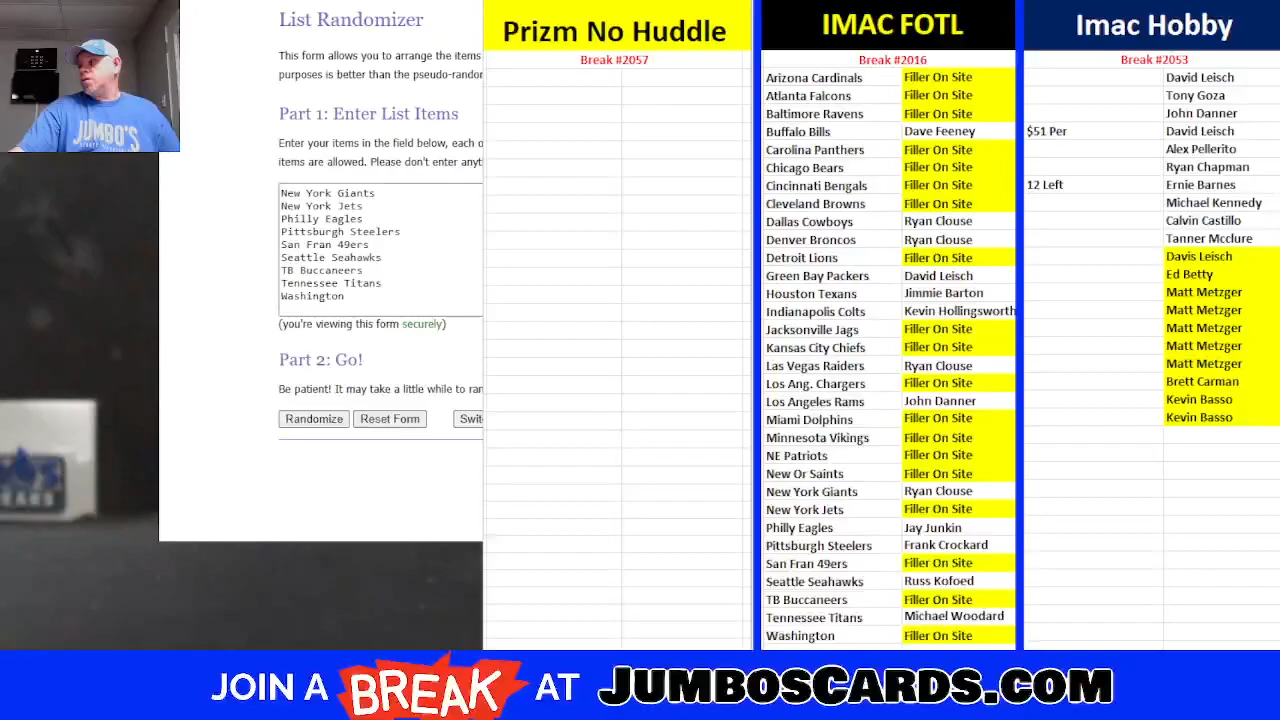 List Randomizer
This form allows you to arrange the items
purposes is better than the pseudo-rando
Part 1: Enter List Items
Enter your items in the field below, each o
items are allowed. Please don't enter anyt
New York Giants
New York Jets
Philly Eagles
Pittsburgh Steelers
San Fran 49ers
Seattle Seahawks
TB Buccaneers
Tennessee Titans
Washington
(you're viewing this form securely)
Part 2: Go!
Be patient! It may take a little while to ran
Randomize Reset Form Swit
JUMBO'S
Prizm No Huddle
Break #2057
IMAC FOTL
Break #2016
Arizona Cardinals Filler On Site
Atlanta Falcons Filler On Site
Baltimore Ravens Filler On Site
Buffalo Bills Dave Feeney
Carolina Panthers Filler On Site
Chicago Bears Filler On Site
Cincinnati Bengals Filler On Site
Cleveland Browns Filler On Site
Dallas Cowboys Ryan Clouse
Denver Broncos Ryan Clouse
Detroit Lions Filler On Site
Green Bay Packers David Leisch
Houston Texans Jimmie Barton
Indianapolis Colts Kevin Hollingsworth
Jacksonville Jags Filler On Site
Kansas City Chiefs Filler On Site
Las Vegas Raiders Ryan Clouse
Los Ang. Chargers Filler On Site
Los Angeles Rams John Danner
Miami Dolphins Filler On Site
Minnesota Vikings Filler On Site
NE Patriots Filler On Site
New Or Saints Filler On Site
New York Giants Ryan Clouse
New York Jets Filler On Site
Philly Eagles Jay Junkin
Pittsburgh Steelers Frank Crockard
San Fran 49ers Filler On Site
Seattle Seahawks Russ Kofoed
TB Buccaneers Filler On Site
Tennessee Titans Michael Woodard
Washington Filler On Site
Imac Hobby
Break #2053
David Leisch
Tony Goza
John Danner
$51 Per David Leisch
Alex Pellerito
Ryan Chapman
12 Left Ernie Barnes
Michael Kennedy
Calvin Castillo
Tanner Mcclure
Davis Leisch
Ed Betty
Matt Metzger
Matt Metzger
Matt Metzger
Matt Metzger
Matt Metzger
Brett Carman
Kevin Basso
Kevin Basso
JOIN A BREAK AT JUMBOSCARDS.COM